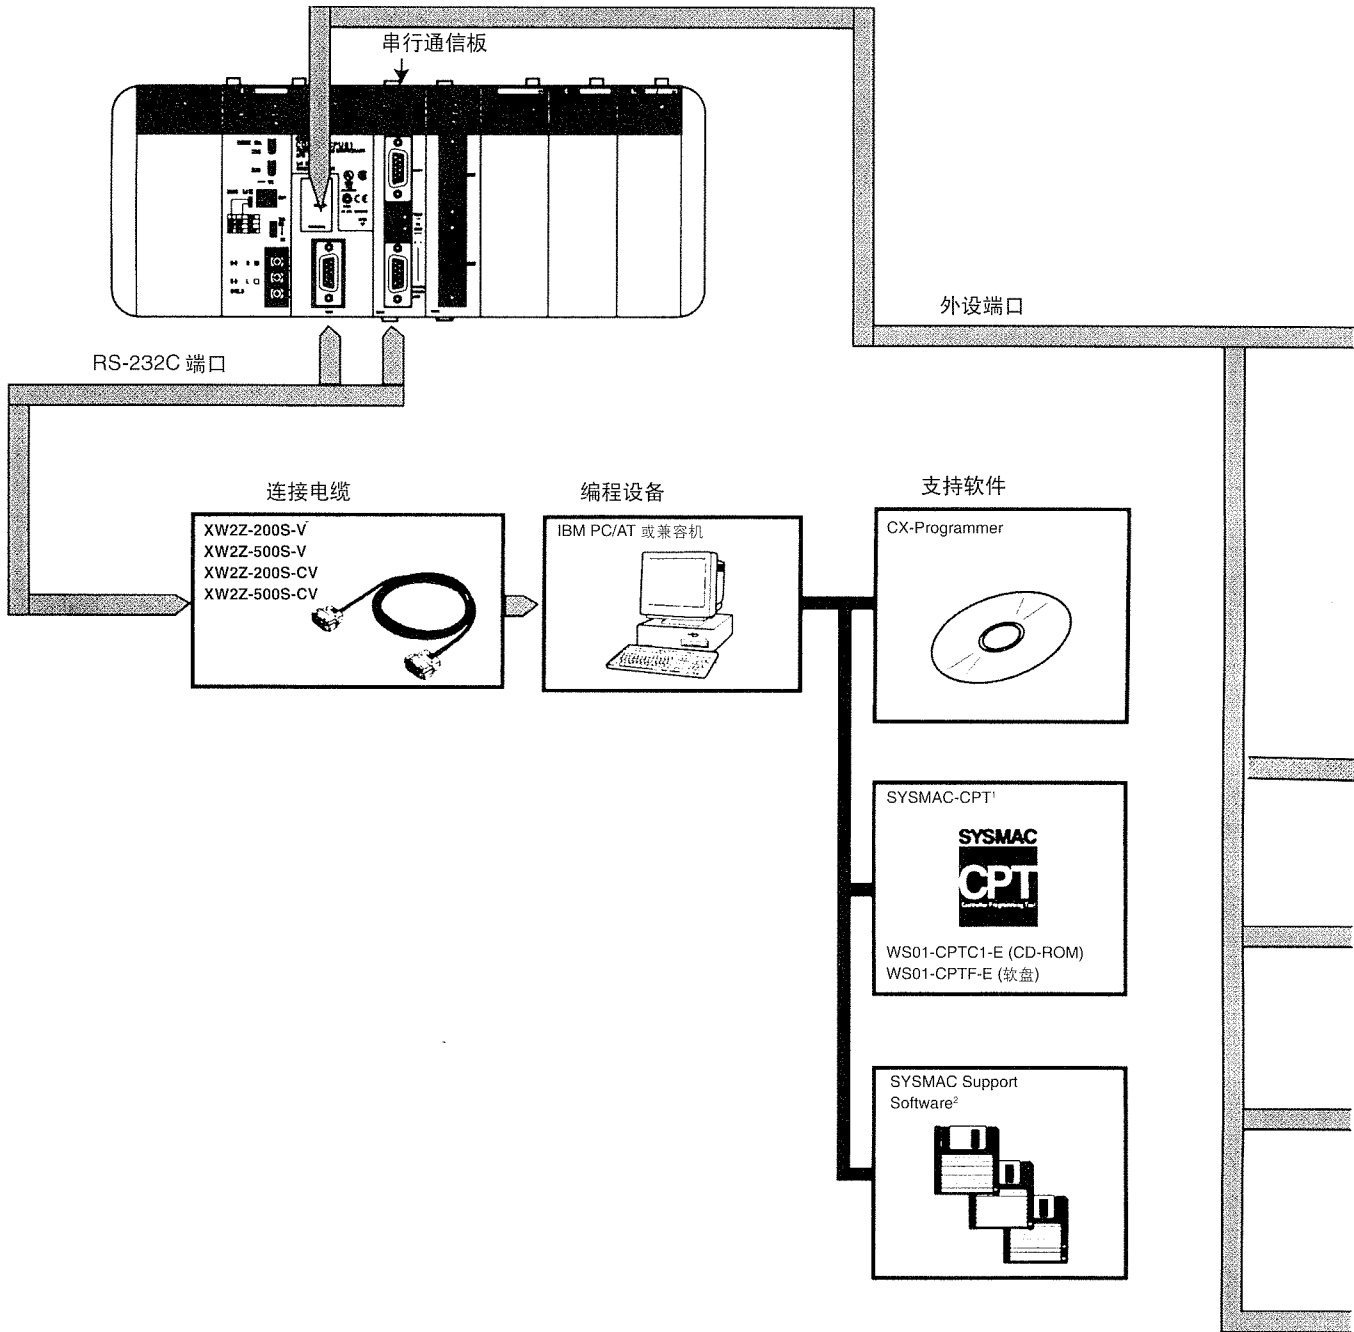 串行通信板
外设端口
RS-232C 端口
连接电缆
XW2Z-200S-V
XW2Z-500S-V
XW2Z-200S-CV
XW2Z-500S-CV
编程设备
IBM PC/AT 或兼容机
支持软件
CX-Programmer
SYSMAC-CPT¹
SYSMAC
CPT
Controller Programming Tool
WS01-CPTC1-E (CD-ROM)
WS01-CPTF-E (软盘)
SYSMAC Support
Software²